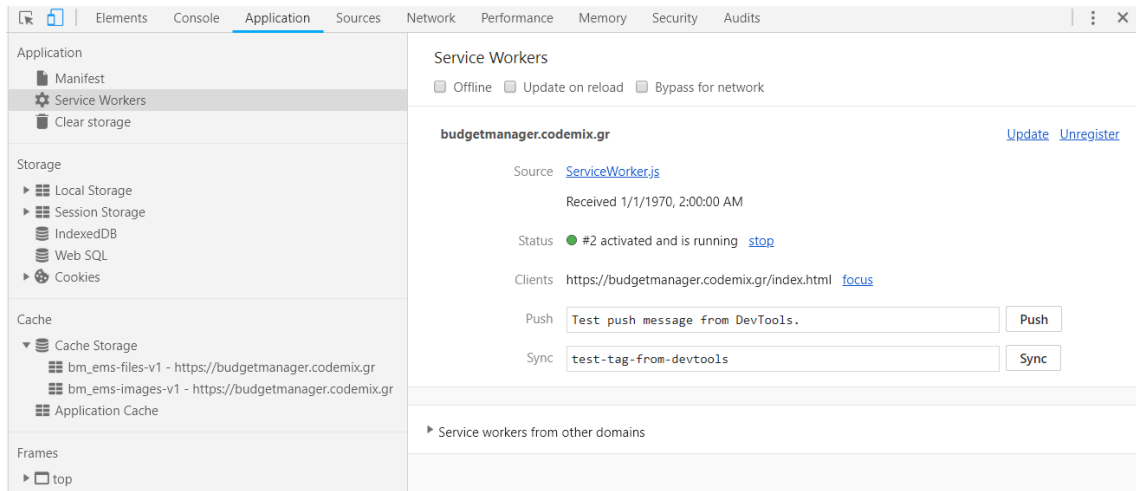 Elements Console Application Sources Network Performance Memory Security Audits
Application
Manifest
Service Workers
Clear storage
Storage
Local Storage
Session Storage
IndexedDB
Web SQL
Cookies
Cache
Cache Storage
bm_ems-files-v1 - https://budgetmanager.codemix.gr
bm_ems-images-v1 - https://budgetmanager.codemix.gr
Application Cache
Frames
top
Service Workers
Offline Update on reload Bypass for network
budgetmanager.codemix.gr Update Unregister
Source ServiceWorker.js
Received 1/1/1970, 2:00:00 AM
Status #2 activated and is running stop
Clients https://budgetmanager.codemix.gr/index.html focus
Push Test push message from DevTools. Push
Sync test-tag-from-devtools Sync
Service workers from other domains